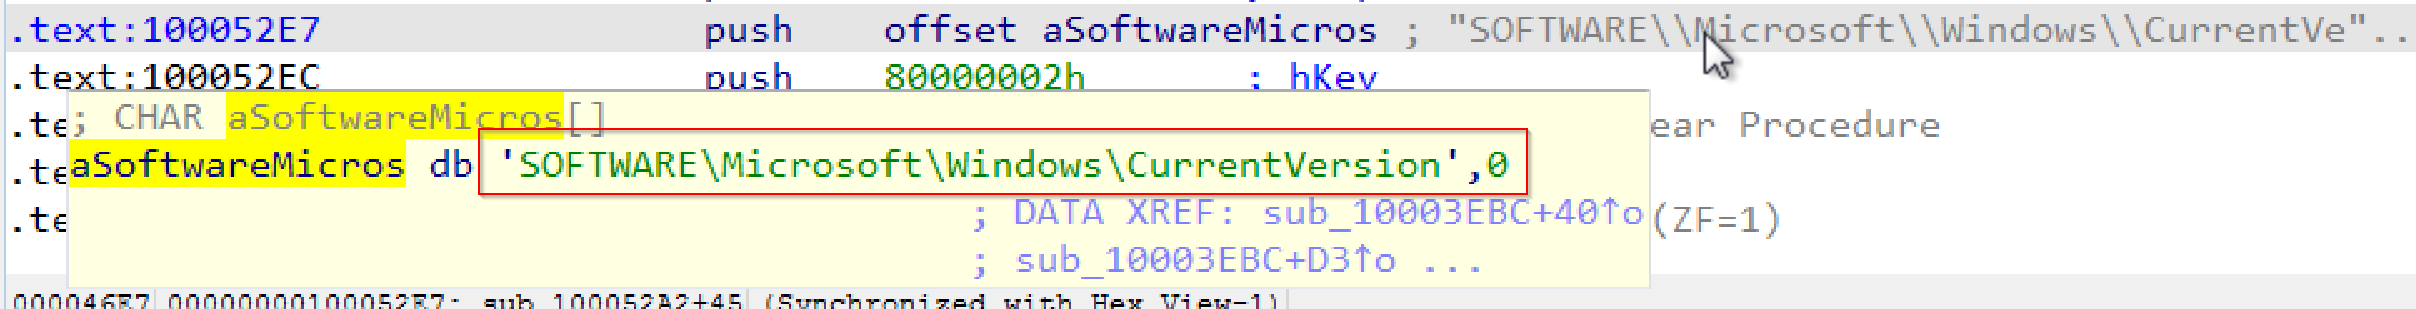 .text:100052E7 push offset aSoftwareMicros ; "SOFTWARE\\Microsoft\\Windows\\CurrentVe"..
.text:100052EC push 80000002h ; hKey
.te; CHAR aSoftwareMicros[] ear Procedure
.teaSoftwareMicros db 'SOFTWARE\Microsoft\Windows\CurrentVersion',0
.te ; DATA XREF: sub_10003EBC+40↑o(ZF=1)
; sub_10003EBC+D3↑o ...
000046E7 00000000100052E7: sub_100052A2+45 (Synchronized with Hex View-1)